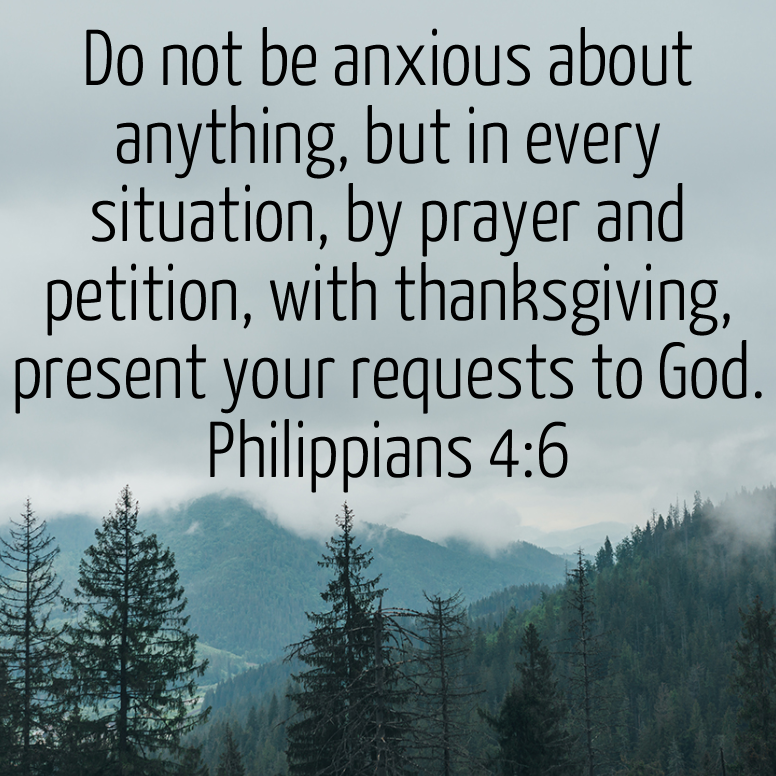 Do not be anxious about
anything, but in every
situation, by prayer and
petition, with thanksgiving,
present your requests to God.
Philippians 4:6